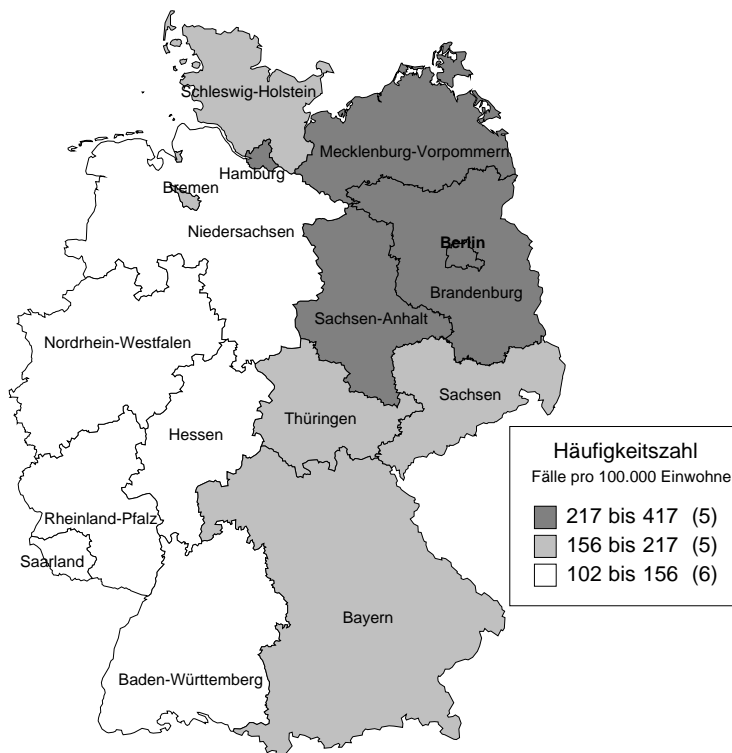 Schleswig-Holstein
Mecklenburg-Vorpommern
Hamburg
Bremen
Niedersachsen
Berlin
Brandenburg
Sachsen-Anhalt
Nordrhein-Westfalen
Sachsen
Thüringen
Hessen
Rheinland-Pfalz
Saarland
Bayern
Baden-Württemberg
Häufigkeitszahl
Fälle pro 100.000 Einwohne
217 bis 417 (5)
156 bis 217 (5)
102 bis 156 (6)